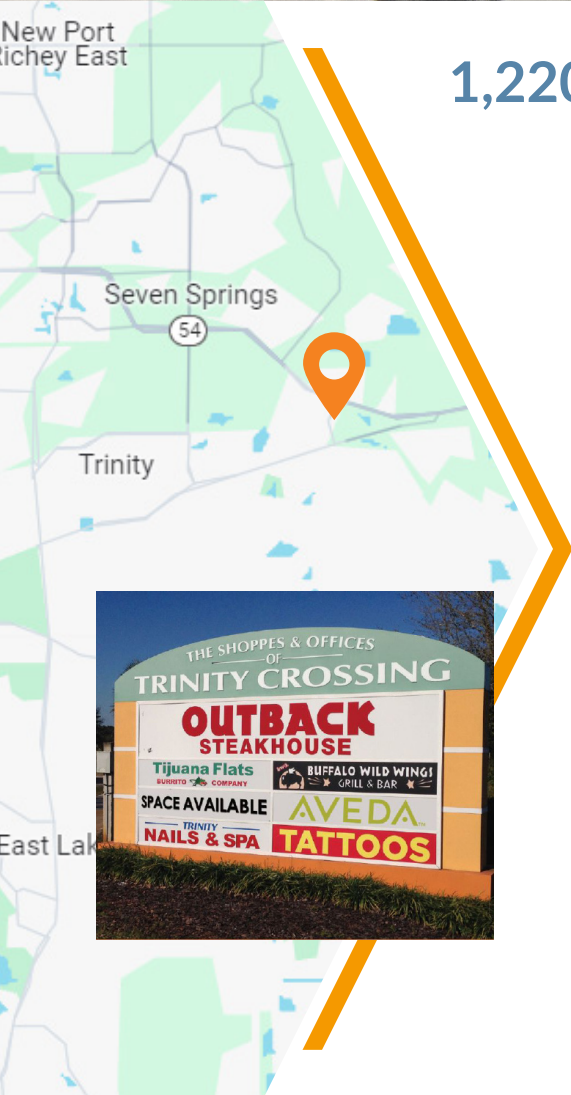 New Port
Richey East
1,220
Seven Springs
54
Trinity
THE SHOPPES & OFFICES
OF
TRINITY CROSSING
OUTBACK
STEAKHOUSE
Tijuana Flats
BURRITO COMPANY
BUFFALO WILD WINGS
GRILL & BAR
SPACE AVAILABLE
AVEDA
TRINITY
NAILS & SPA
TATTOOS
East Lak